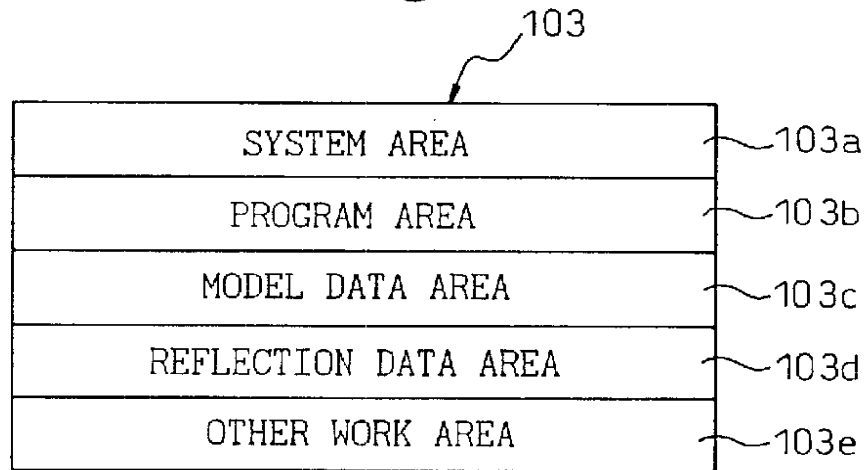 103
SYSTEM AREA 103a
PROGRAM AREA 103b
MODEL DATA AREA 103c
REFLECTION DATA AREA 103d
OTHER WORK AREA 103e